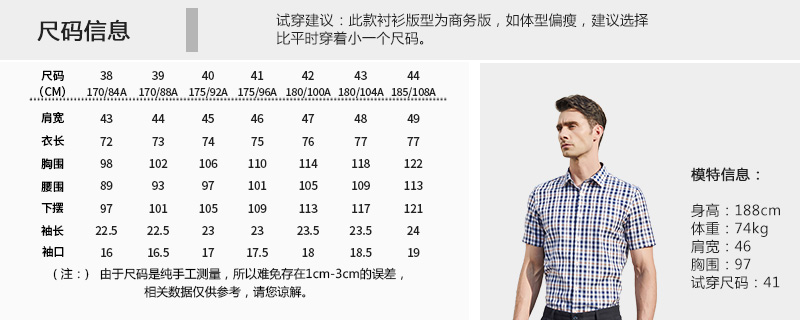 尺码信息
试穿建议：此款衬衫版型为商务版，如体型偏瘦，建议选择
比平时穿着小一个尺码。
尺码 38 39 40 41 42 43 44
（CM） 170/84A 170/88A 175/92A 175/96A 180/100A 180/104A 185/108A
肩宽 43 44 45 46 47 48 49
衣长 72 73 74 75 76 77 77
胸围 98 102 106 110 114 118 122
腰围 89 93 97 101 105 109 113
下摆 97 101 105 109 113 117 121
袖长 22.5 22.5 23 23 23.5 23.5 24
袖口 16 16.5 17 17.5 18 18.5 19
（注：） 由于尺码是纯手工测量，所以难免存在1cm-3cm的误差，
相关数据仅供参考，请您谅解。
模特信息：
身高：188cm
体重：74kg
肩宽：46
胸围：97
试穿尺码：41